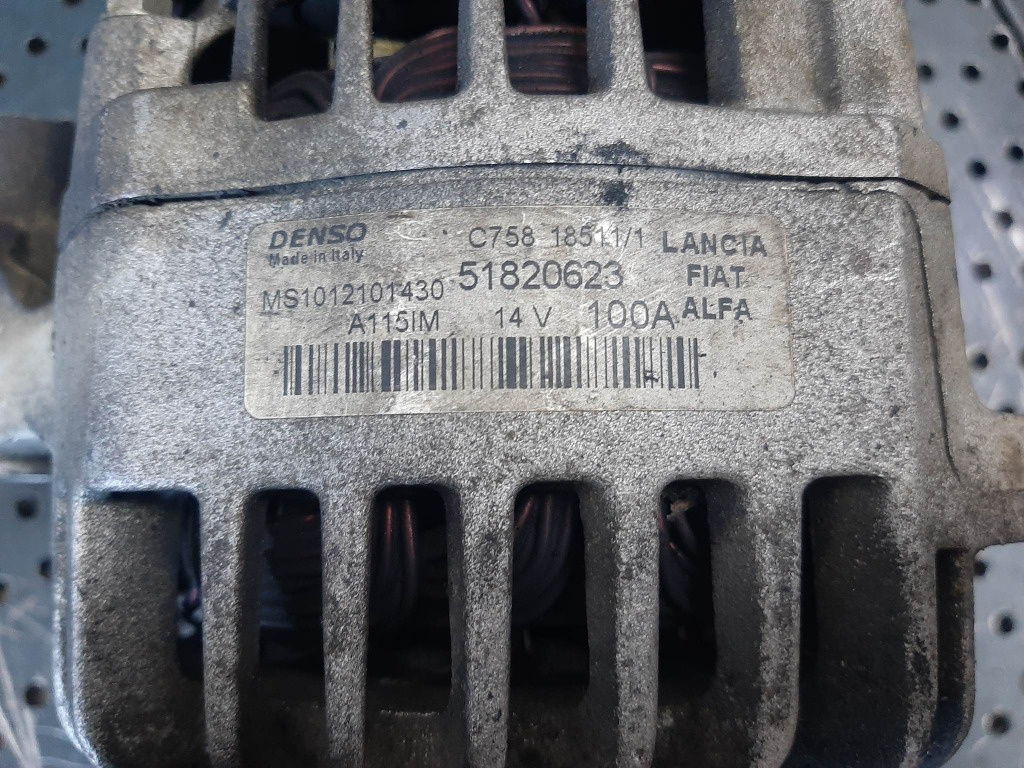 DENSO
Made in Italy
C758 18511/1
MS1012101430
51820623
A115IM 14 V 100A
LANCIA
FIAT
ALFA